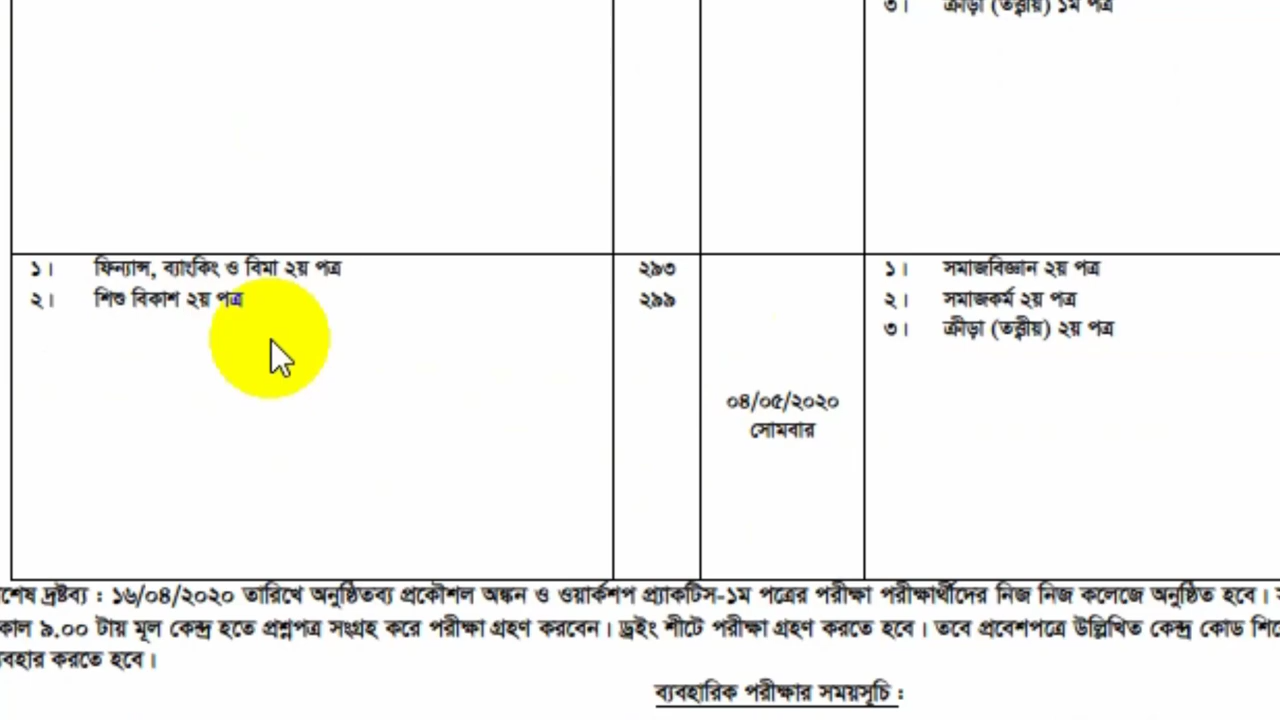 ৩। ক্রীড়া (তত্ত্বীয়) ১ম পত্র
১। ফিন্যান্স, ব্যাংকিং ও বিমা ২য় পত্র ২৯৩ ১। সমাজবিজ্ঞান ২য় পত্র
২। শিশু বিকাশ ২য় পত্র ২৯৯ ২। সমাজকর্ম ২য় পত্র
৩। ক্রীড়া (তত্ত্বীয়) ২য় পত্র
০৪/০৫/২০২০
সোমবার
শেষ দ্রষ্টব্য : ১৬/০৪/২০২০ তারিখে অনুষ্ঠিতব্য প্রকৌশল অঙ্কন ও ওয়ার্কশপ প্র্যাকটিস-১ম পত্রের পরীক্ষা পরীক্ষার্থীদের নিজ নিজ কলেজে অনুষ্ঠিত হবে।
কাল ৯.০০ টায় মূল কেন্দ্র হতে প্রশ্নপত্র সংগ্রহ করে পরীক্ষা গ্রহণ করবেন। ড্রইং শীটে পরীক্ষা গ্রহণ করতে হবে। তবে প্রবেশপত্রে উল্লিখিত কেন্দ্র কোড
বহার করতে হবে।
ব্যবহারিক পরীক্ষার সময়সূচি :